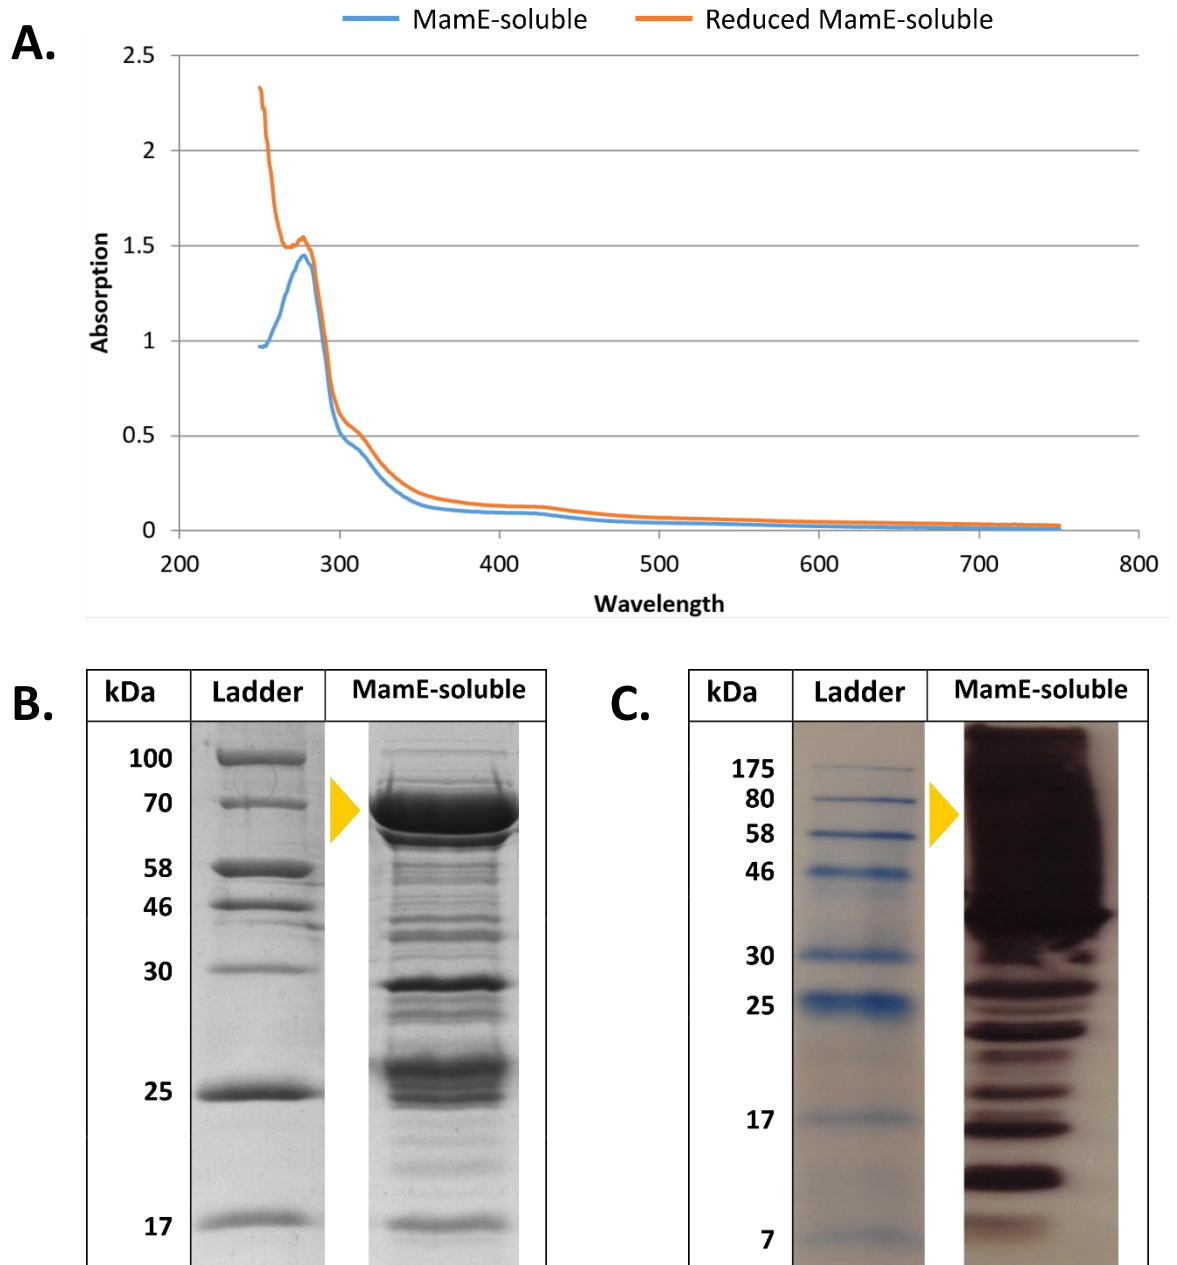 A.
MamE-soluble Reduced MamE-soluble
2.5
2
1.5
1
0.5
0
Absorption
200 300 400 500 600 700 800
Wavelength
B.
kDa Ladder MamE-soluble
100
70
58
46
30
25
17
C.
kDa Ladder MamE-soluble
175
80
58
46
30
25
17
7